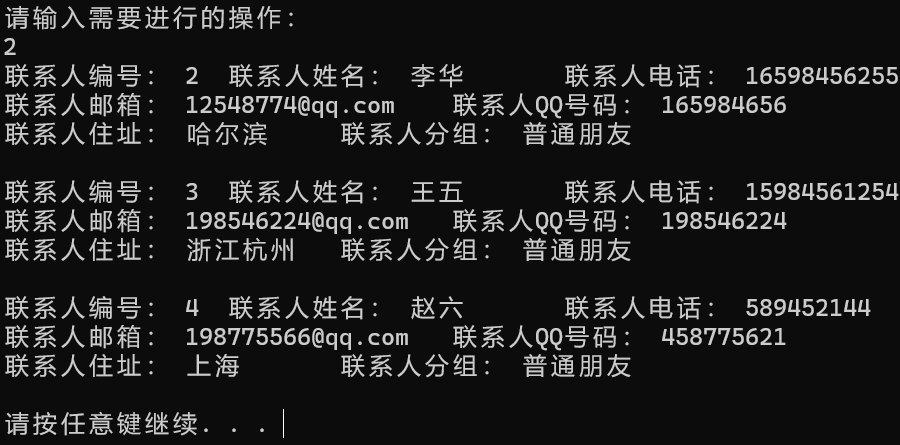 请输入需要进行的操作：
2
联系人编号： 2 联系人姓名： 李华 联系人电话： 16598456255
联系人邮箱： 12548774@qq.com 联系人QQ号码： 165984656
联系人住址： 哈尔滨 联系人分组： 普通朋友
联系人编号： 3 联系人姓名： 王五 联系人电话： 15984561254
联系人邮箱： 198546224@qq.com 联系人QQ号码： 198546224
联系人住址： 浙江杭州 联系人分组： 普通朋友
联系人编号： 4 联系人姓名： 赵六 联系人电话： 589452144
联系人邮箱： 198775566@qq.com 联系人QQ号码： 458775621
联系人住址： 上海 联系人分组： 普通朋友
请按任意键继续. . .